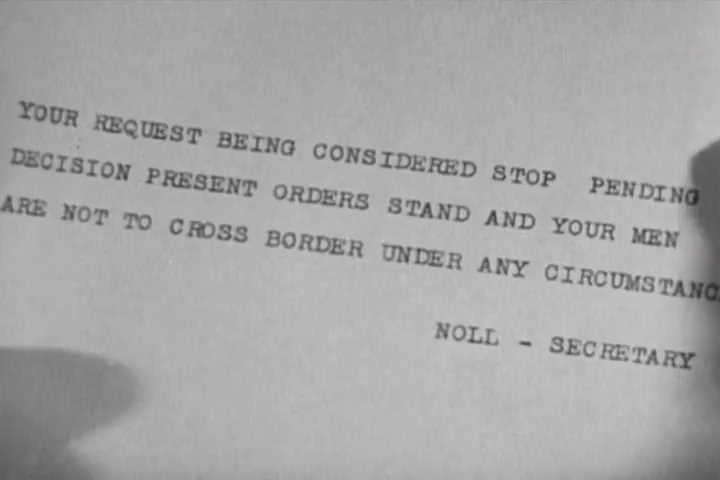 YOUR REQUEST BEING CONSIDERED STOP PENDING
DECISION PRESENT ORDERS STAND AND YOUR MEN
ARE NOT TO CROSS BORDER UNDER ANY CIRCUMSTANC
NOLL - SECRETARY